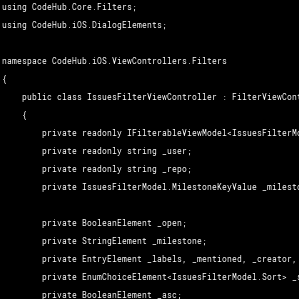 using CodeHub.Core.Filters;
using CodeHub.iOS.DialogElements;
namespace CodeHub.iOS.ViewControllers.Filters
{
public class IssuesFilterViewController : FilterViewCont
{
private readonly IFilterableViewModel<IssuesFilterMo
private readonly string _user;
private readonly string _repo;
private readonly IssuesFilterModel.MilestoneKeyValue _milesto
private BooleanElement _open;
private StringElement _milestone;
private EntryElement _labels, _mentioned, _creator,
private EnumChoiceElement<IssuesFilterModel.Sort> _s
private BooleanElement _asc;